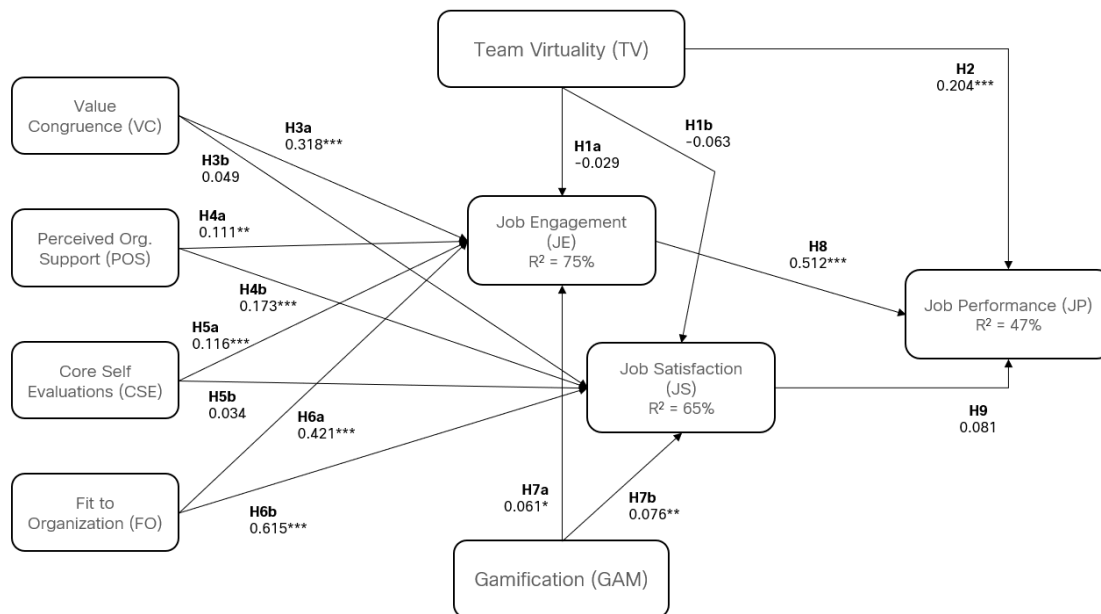 Team Virtuality (TV)
H2
0.204***
Value
Congruence (VC)
H3a
0.318***
H3b
0.049
H1a
-0.029
H1b
-0.063
Perceived Org.
Support (POS)
H4a
0.111**
H4b
0.173***
Job Engagement
(JE)
R² = 75%
H8
0.512***
Job Performance (JP)
R² = 47%
Core Self
Evaluations (CSE)
H5a
0.116***
H5b
0.034
Job Satisfaction
(JS)
R² = 65%
H9
0.081
Fit to
Organization (FO)
H6a
0.421***
H6b
0.615***
H7a
0.061*
H7b
0.076**
Gamification (GAM)